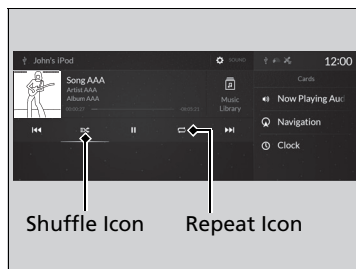 John's iPod
SOUND
12:00
Song AAA
Artist AAA
Album AAA
Music
Library
Cards
Now Playing Aud
Navigation
Clock
Shuffle Icon
Repeat Icon